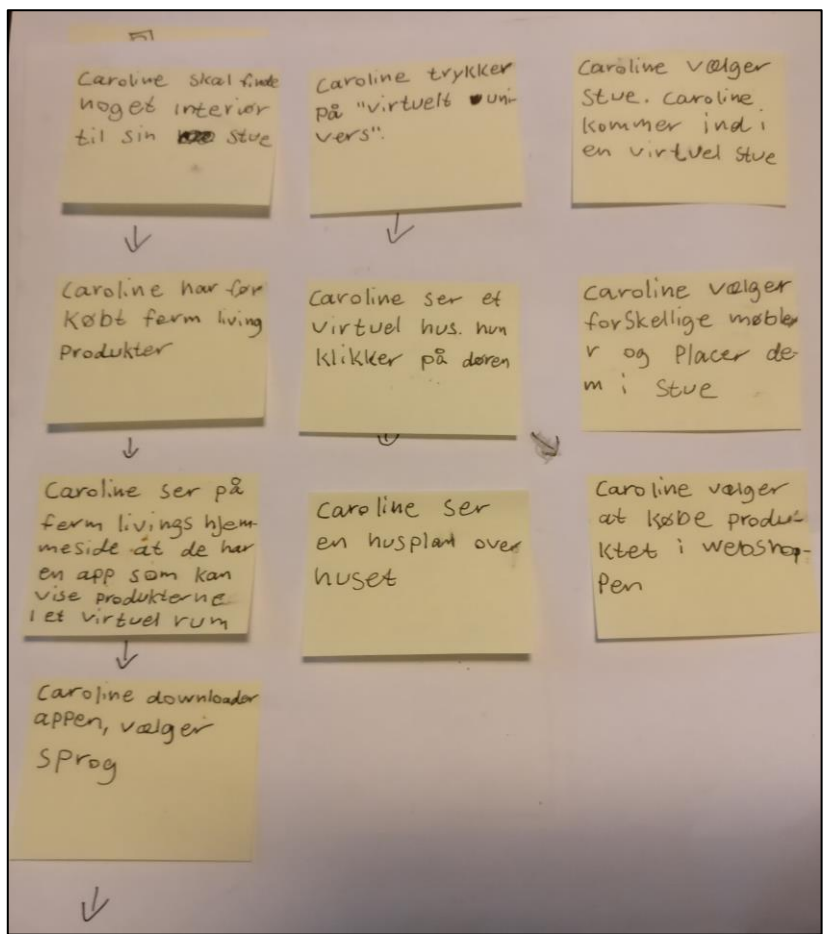 Caroline skal finde
noget interiør
til sin stue
Caroline har før
købt ferm living
produkter
Caroline ser på
ferm livings hjem-
meside at de har
en app som kan
vise produkterne
i et virtuel rum
Caroline downloader
appen, vælger
sprog
Caroline trykker
på "virtuelt uni-
vers".
Caroline ser et
virtuel hus. hun
klikker på døren
Caroline ser
en husplan over
huset
Caroline vælger
stue. Caroline
kommer ind i
en virtuel stue
Caroline vælger
forskellige møble
r og placer de-
m i stue
Caroline vælger
at købe produ-
ktet i webshop-
pen